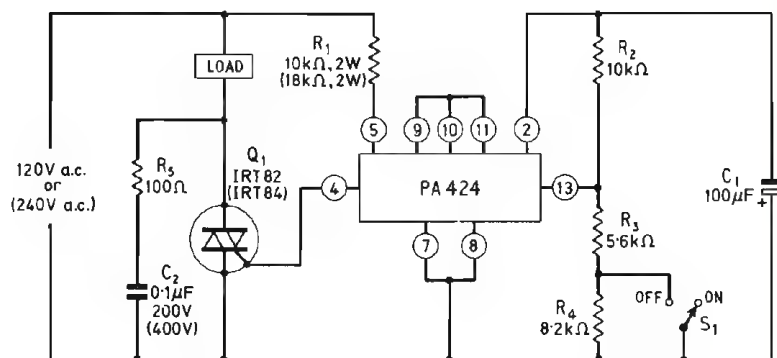 120V a.c.
or
(240V a.c.)
LOAD
R5
100Ω
C2
0·1μF
200V
(400V)
Q1
IRT82
(IRT84)
R1
10kΩ,2W
(18kΩ,2W)
5
9
10
11
2
4
PA424
13
7
8
R2
10kΩ
R3
5·6kΩ
R4
8·2kΩ
OFF
ON
S1
C1
100μF
+